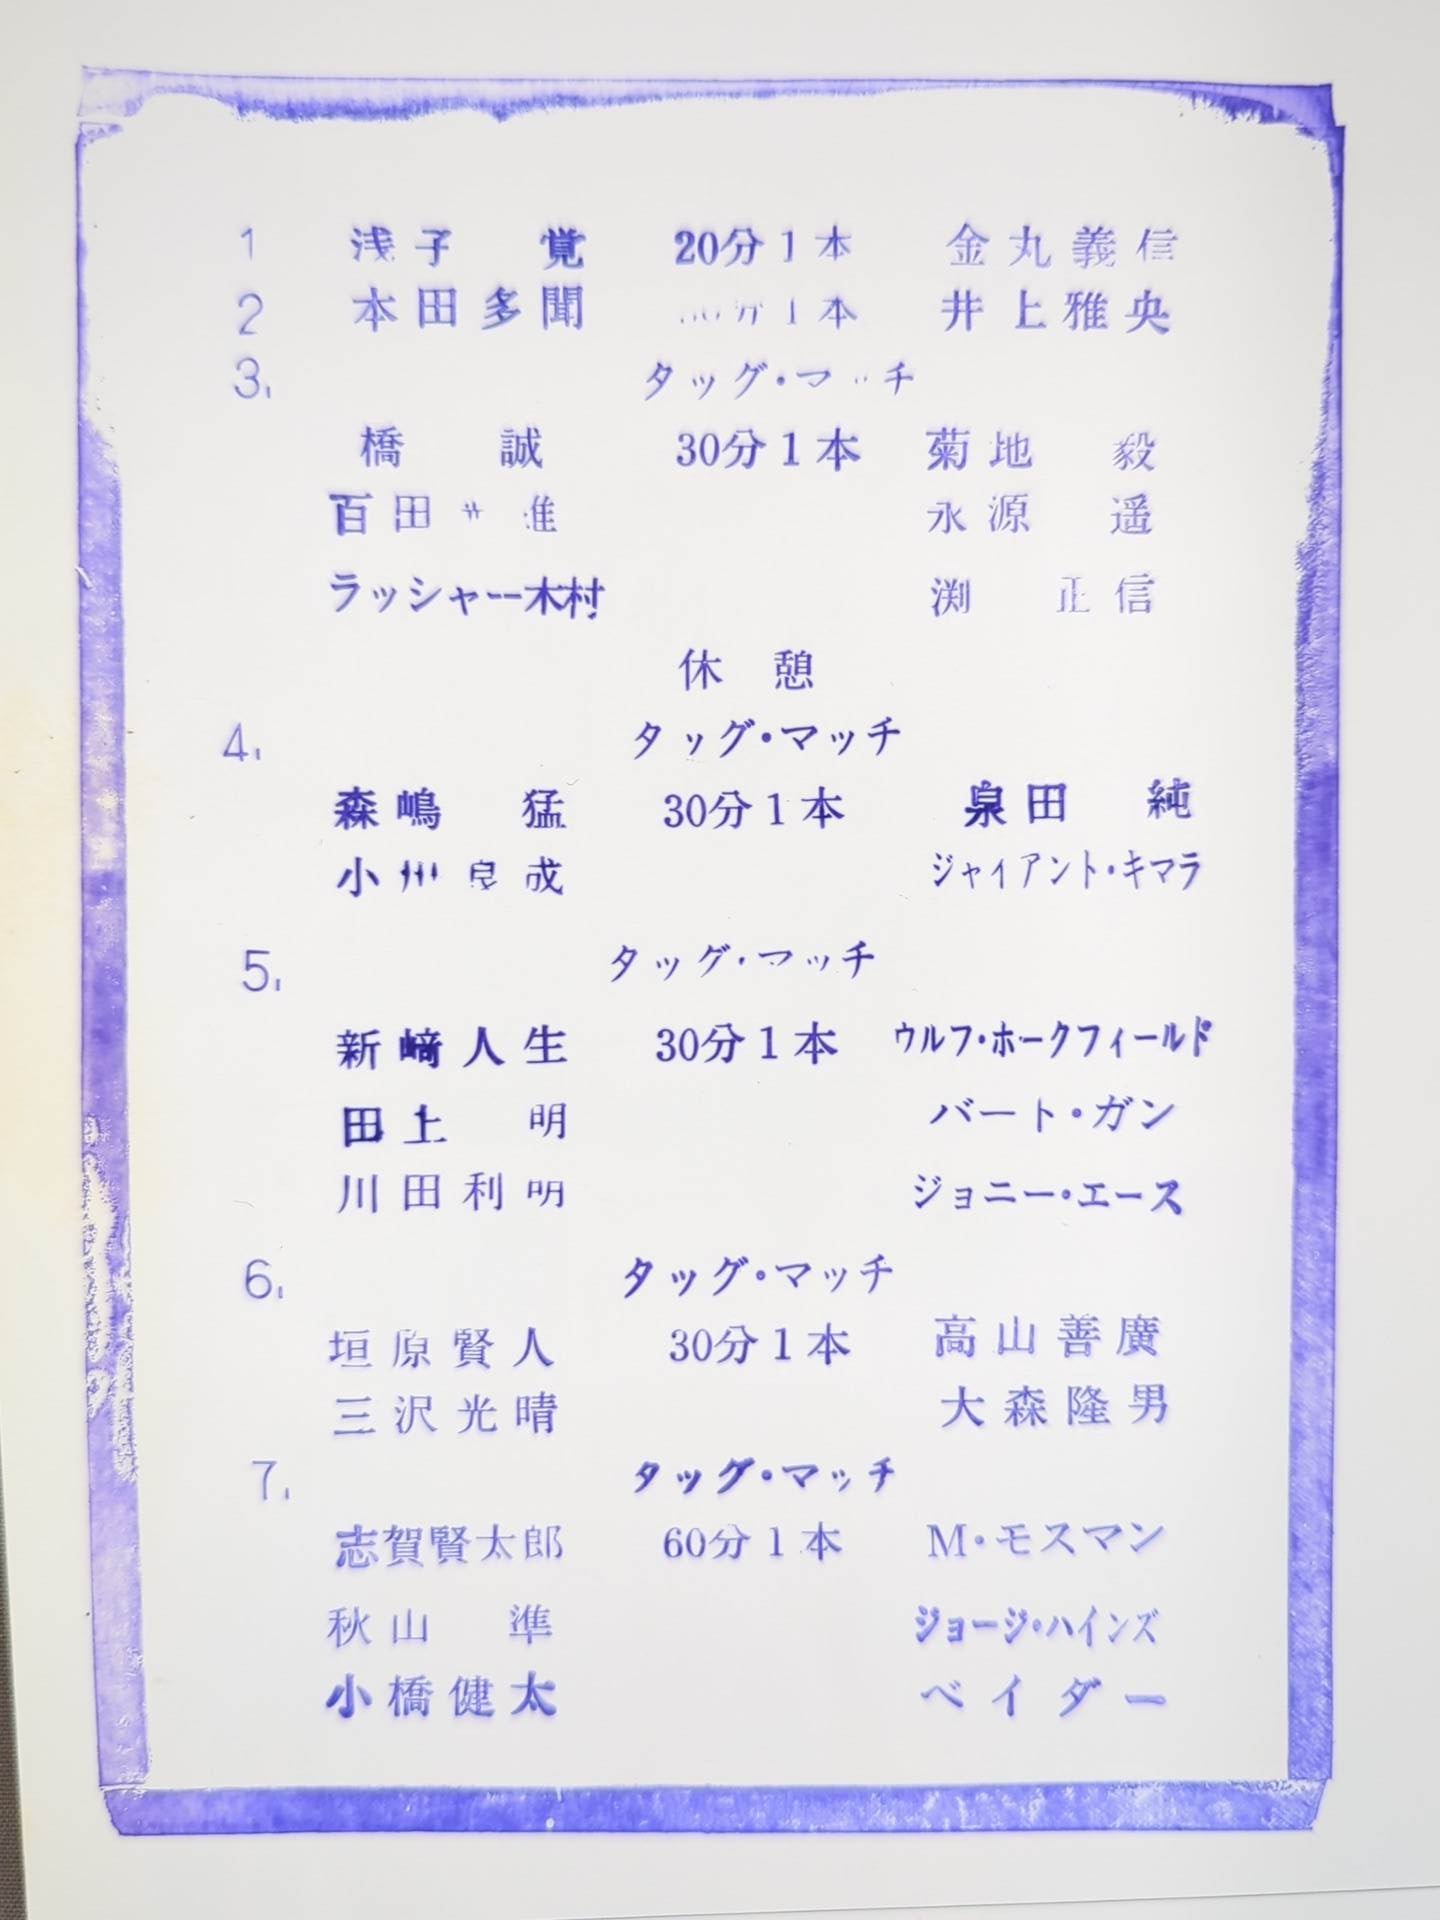 1 浅子 覚 20分1本 金丸義信
2 本田多聞 分1本 井上雅央
3. タッグ・マッチ
橋 誠 30分1本 菊地 毅
百田 永源 遥
ラッシャー木村 渕 正信
休 憩
4. タッグ・マッチ
森嶋 猛 30分1本 泉田 純
小川良成 ジャイアント・キマラ
5. タッグ・マッチ
新崎人生 30分1本 ウルフ・ホークフィールド
田上 明 バート・ガン
川田利明 ジョニー・エース
6. タッグ・マッチ
垣原賢人 30分1本 高山善廣
三沢光晴 大森隆男
7. タッグ・マッチ
志賀賢太郎 60分1本 M・モスマン
秋山 準 ジョージ・ハインズ
小橋健太 ベイダー